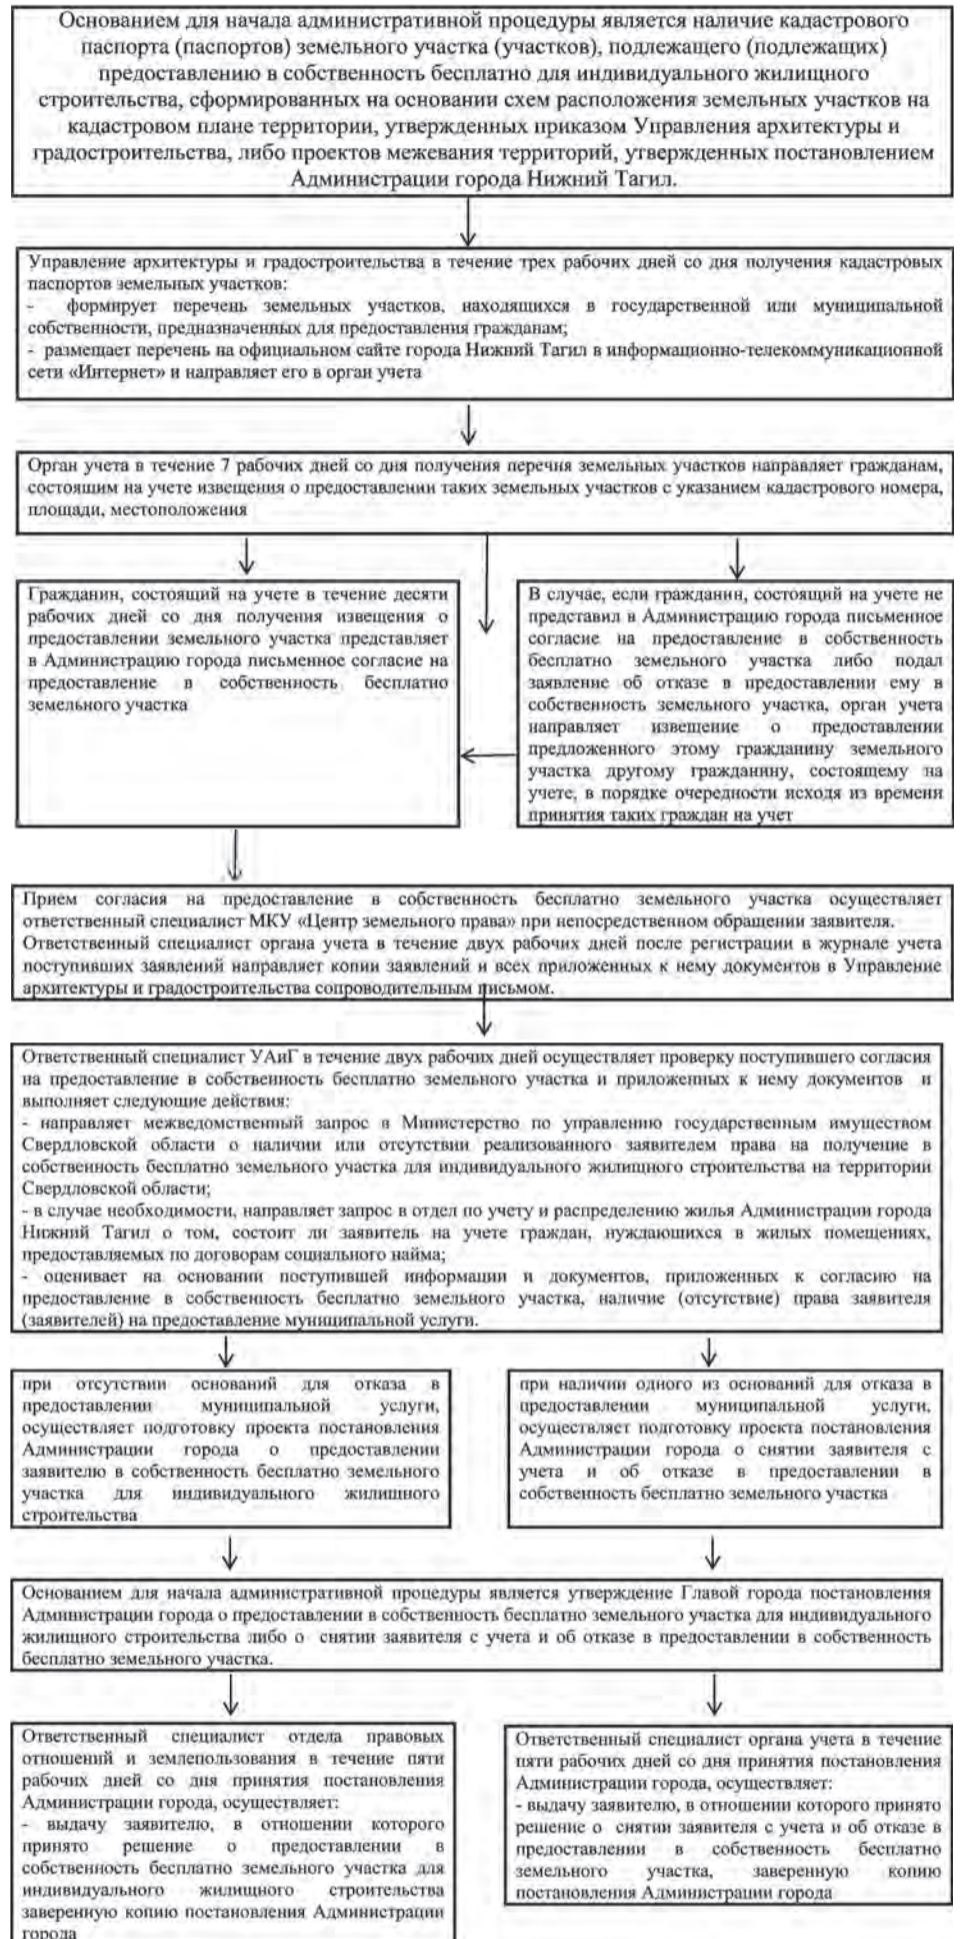 Основанием для начала административной процедуры является наличие кадастрового
паспорта (паспортов) земельного участка (участков), подлежащего (подлежащих)
предоставлению в собственность бесплатно для индивидуального жилищного
строительства, сформированных на основании схем расположения земельных участков на
кадастровом плане территории, утвержденных приказом Управления архитектуры и
градостроительства, либо проектов межевания территорий, утвержденных постановлением
Администрации города Нижний Тагил.
Управление архитектуры и градостроительства в течение трех рабочих дней со дня получения кадастровых
паспортов земельных участков:
- формирует перечень земельных участков, находящихся в государственной или муниципальной
собственности, предназначенных для предоставления гражданам;
- размещает перечень на официальном сайте города Нижний Тагил в информационно-телекоммуникационной
сети «Интернет» и направляет его в орган учета
Орган учета в течение 7 рабочих дней со дня получения перечня земельных участков направляет гражданам,
состоящим на учете извещения о предоставлении таких земельных участков с указанием кадастрового номера,
площади, местоположения
Гражданин, состоящий на учете в течение десяти
рабочих дней со дня получения извещения о
предоставлении земельного участка представляет
в Администрацию города письменное согласие на
предоставление в собственность бесплатно
земельного участка
В случае, если гражданин, состоящий на учете не
представил в Администрацию города письменное
согласие на предоставление в собственность
бесплатно земельного участка либо подал
заявление об отказе в предоставлении ему в
собственность земельного участка, орган учета
направляет извещение о предоставлении
предложенного этому гражданину земельного
участка другому гражданину, состоящему на
учете, в порядке очередности исходя из времени
принятия таких граждан на учет
Прием согласия на предоставление в собственность бесплатно земельного участка осуществляет
ответственный специалист МКУ «Центр земельного права» при непосредственном обращении заявителя.
Ответственный специалист органа учета в течение двух рабочих дней после регистрации в журнале учета
поступивших заявлений направляет копии заявлений и всех приложенных к нему документов в Управление
архитектуры и градостроительства сопроводительным письмом.
Ответственный специалист УАиГ в течение двух рабочих дней осуществляет проверку поступившего согласия
на предоставление в собственность бесплатно земельного участка и приложенных к нему документов и
выполняет следующие действия:
- направляет межведомственный запрос в Министерство по управлению государственным имуществом
Свердловской области о наличии или отсутствии реализованного заявителем права на получение в
собственность бесплатно земельного участка для индивидуального жилищного строительства на территории
Свердловской области;
- в случае необходимости, направляет запрос в отдел по учету и распределению жилья Администрации города
Нижний Тагил о том, состоит ли заявитель на учете граждан, нуждающихся в жилых помещениях,
предоставляемых по договорам социального найма;
- оценивает на основании поступившей информации и документов, приложенных к согласию на
предоставление в собственность бесплатно земельного участка, наличие (отсутствие) права заявителя
(заявителей) на предоставление муниципальной услуги.
при отсутствии оснований для отказа в
предоставлении муниципальной услуги,
осуществляет подготовку проекта постановления
Администрации города о предоставлении
заявителю в собственность бесплатно земельного
участка для индивидуального жилищного
строительства
при наличии одного из оснований для отказа в
предоставлении муниципальной услуги,
осуществляет подготовку проекта постановления
Администрации города о снятии заявителя с
учета и об отказе в предоставлении в
собственность бесплатно земельного участка
Основанием для начала административной процедуры является утверждение Главой города постановления
Администрации города о предоставлении в собственность бесплатно земельного участка для индивидуального
жилищного строительства либо о снятии заявителя с учета и об отказе в предоставлении в собственность
бесплатно земельного участка.
Ответственный специалист отдела правовых
отношений и землепользования в течение пяти
рабочих дней со дня принятия постановления
Администрации города, осуществляет:
- выдачу заявителю, в отношении которого
принято решение о предоставлении в
собственность бесплатно земельного участка для
индивидуального жилищного строительства
заверенную копию постановления Администрации
города
Ответственный специалист органа учета в течение
пяти рабочих дней со дня принятия постановления
Администрации города, осуществляет:
- выдачу заявителю, в отношении которого принято
решение о снятии заявителя с учета и об отказе в
предоставлении в собственность бесплатно
земельного участка, заверенную копию
постановления Администрации города